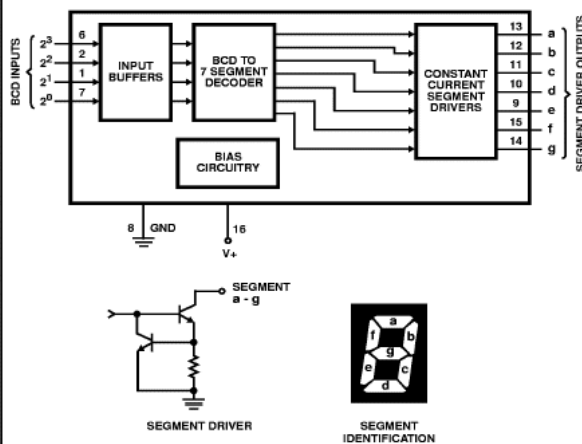 BCD INPUTS
2³ 6
2² 2
2¹ 1
2⁰ 7
INPUT
BUFFERS
BCD TO
7 SEGMENT
DECODER
CONSTANT
CURRENT
SEGMENT
DRIVERS
13 a
12 b
11 c
10 d
9 e
15 f
14 g
SEGMENT DRIVER OUTPUTS
BIAS
CIRCUITRY
8 GND
16
V+
SEGMENT
a - g
SEGMENT DRIVER
a
f b
g
e c
d
SEGMENT
IDENTIFICATION